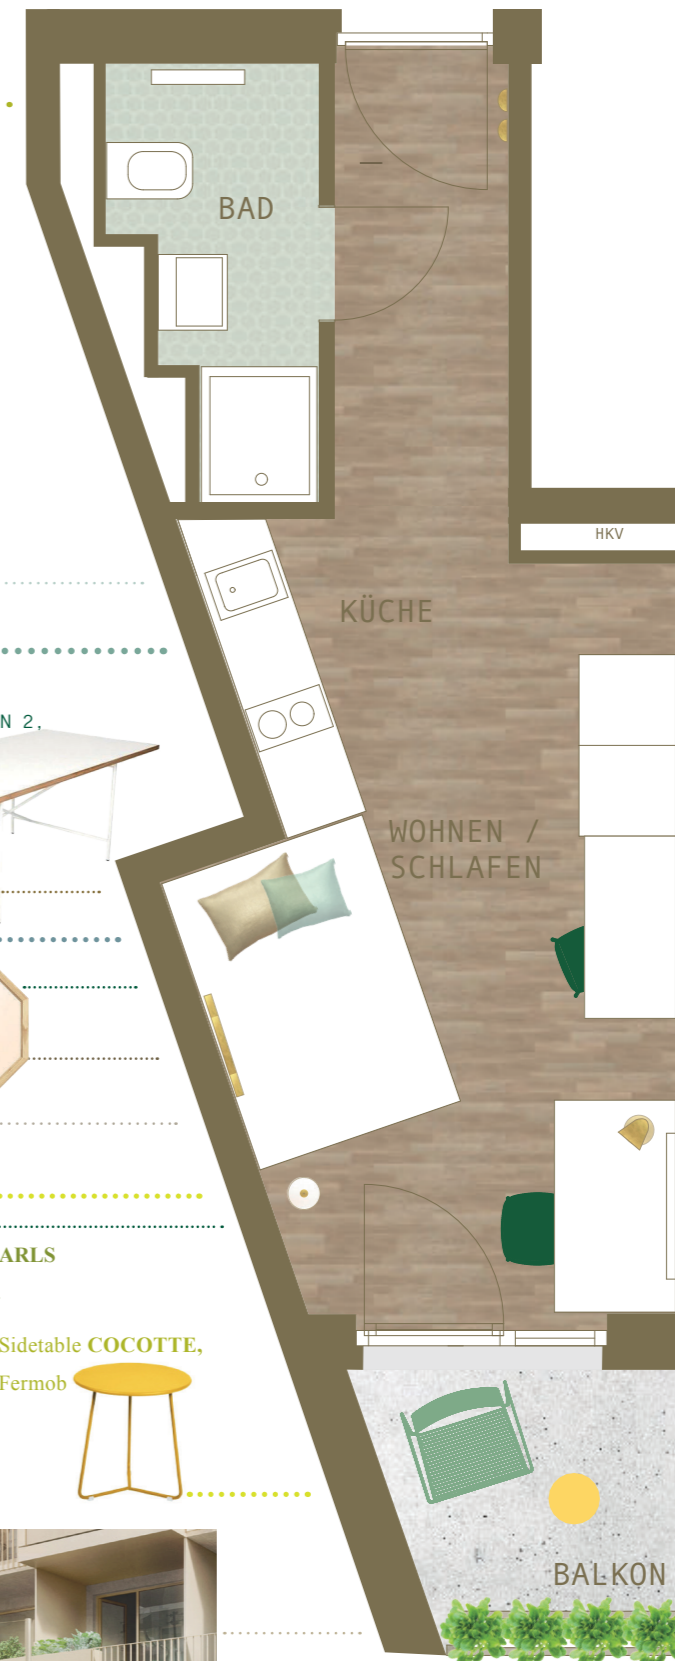 BAD
HKV
KÜCHE
N 2,
WOHNEN /
SCHLAFEN
ARLS
Sidetable COCOTTE,
Fermob
BALKON